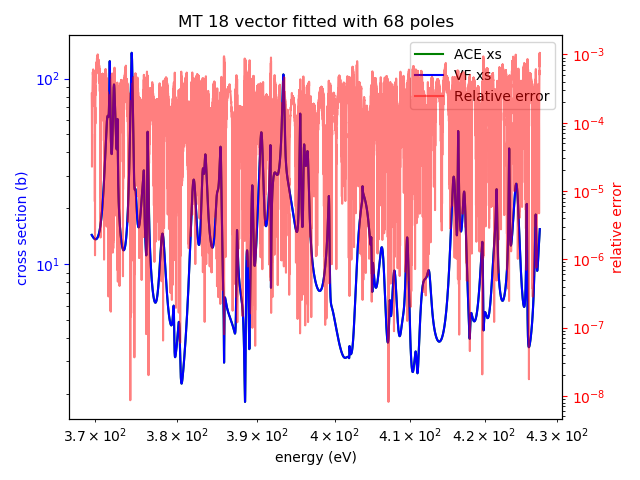 MT 18 vector fitted with 68 poles
ACE xs
VF xs
Relative error
10²
10¹
cross section (b)
10⁻³
10⁻⁴
10⁻⁵
10⁻⁶
10⁻⁷
10⁻⁸
relative error
3.7 × 10² 3.8 × 10² 3.9 × 10² 4 × 10² 4.1 × 10² 4.2 × 10² 4.3 × 10²
energy (eV)